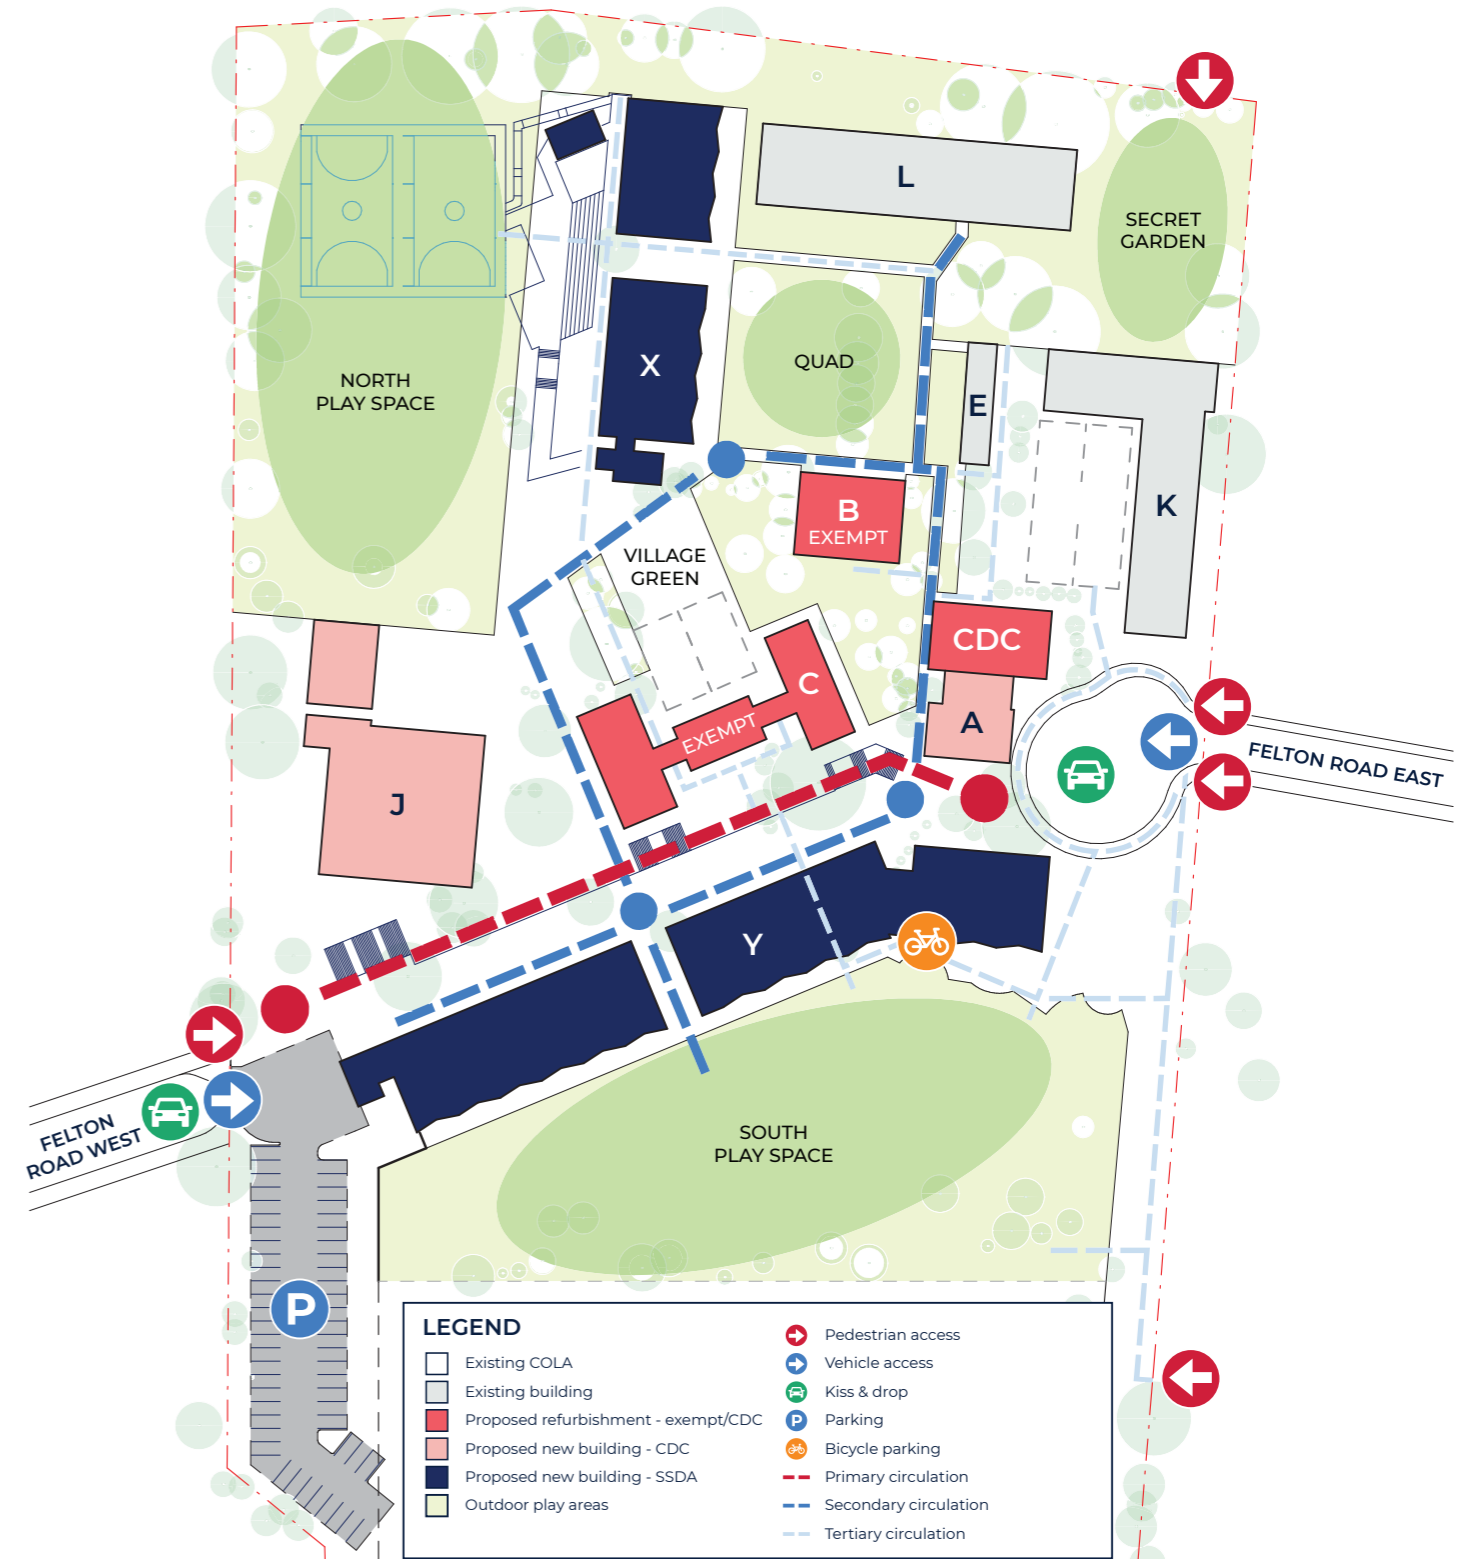 L
SECRET
GARDEN
X
QUAD
NORTH
PLAY SPACE
E
K
B
EXEMPT
VILLAGE
GREEN
CDC
C
EXEMPT
A
FELTON ROAD EAST
J
Y
FELTON
ROAD WEST
SOUTH
PLAY SPACE
P
LEGEND
Existing COLA
Existing building
Proposed refurbishment - exempt/CDC
Proposed new building - CDC
Proposed new building - SSDA
Outdoor play areas
Pedestrian access
Vehicle access
Kiss & drop
P Parking
Bicycle parking
Primary circulation
Secondary circulation
Tertiary circulation